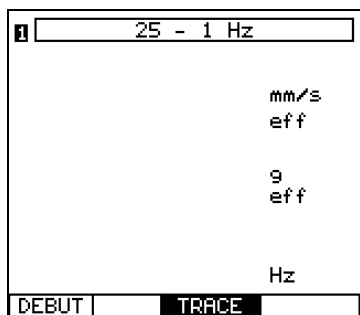 1 25 - 1 Hz
mm/s
eff
g
eff
Hz
DEBUT TRACE